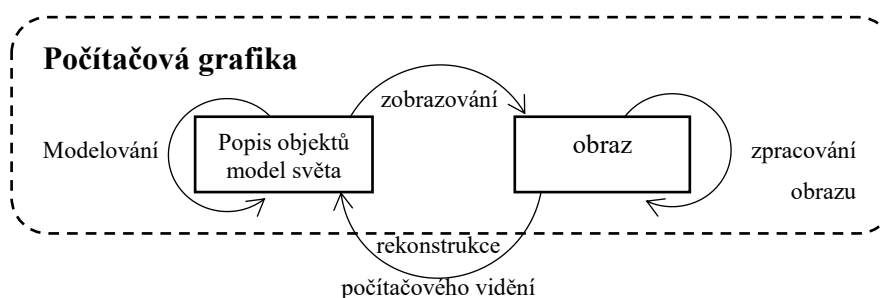 Počítačová grafika
zobrazování
Modelování
Popis objektů
model světa
obraz
zpracování
obrazu
rekonstrukce
počítačového vidění